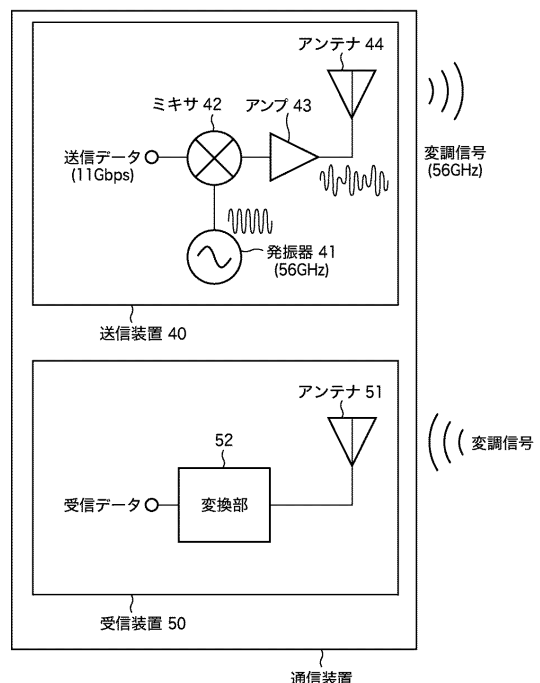 アンテナ 44
ミキサ 42
アンプ 43
送信データ
(11Gbps)
変調信号
(56GHz)
発振器 41
(56GHz)
送信装置 40
アンテナ 51
変調信号
52
受信データ
変換部
受信装置 50
通信装置